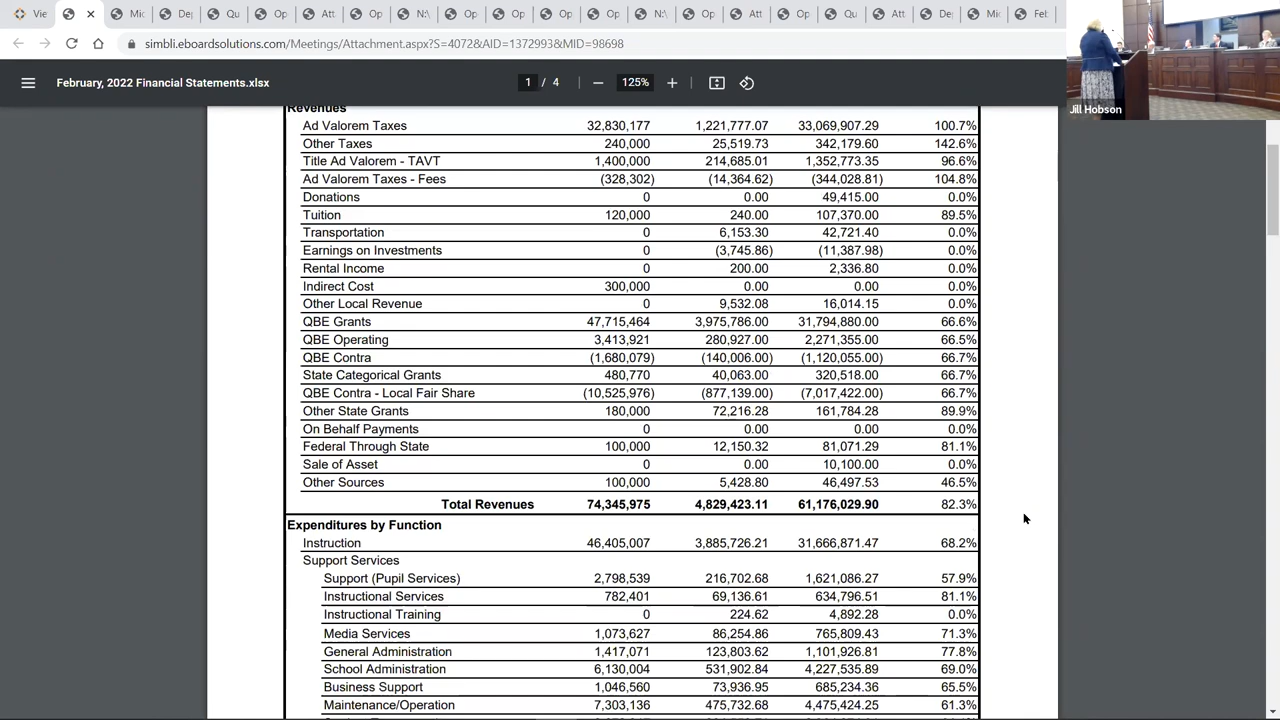 Vie
Mic
De
Qu
Op
Att
Op
N:\
Op
Op
Op
Op
N:\
Op
Att
Op
Qu
Att
De
Mic
Fel
simbli.eboardsolutions.com/Meetings/Attachment.aspx?S=4072&AID=1372993&MID=98698
February, 2022 Financial Statements.xlsx 1 / 4 125%
Jill Hobson
Revenues
Ad Valorem Taxes 32,830,177 1,221,777.07 33,069,907.29 100.7%
Other Taxes 240,000 25,519.73 342,179.60 142.6%
Title Ad Valorem - TAVT 1,400,000 214,685.01 1,352,773.35 96.6%
Ad Valorem Taxes - Fees (328,302) (14,364.62) (344,028.81) 104.8%
Donations 0 0.00 49,415.00 0.0%
Tuition 120,000 240.00 107,370.00 89.5%
Transportation 0 6,153.30 42,721.40 0.0%
Earnings on Investments 0 (3,745.86) (11,387.98) 0.0%
Rental Income 0 200.00 2,336.80 0.0%
Indirect Cost 300,000 0.00 0.00 0.0%
Other Local Revenue 0 9,532.08 16,014.15 0.0%
QBE Grants 47,715,464 3,975,786.00 31,794,880.00 66.6%
QBE Operating 3,413,921 280,927.00 2,271,355.00 66.5%
QBE Contra (1,680,079) (140,006.00) (1,120,055.00) 66.7%
State Categorical Grants 480,770 40,063.00 320,518.00 66.7%
QBE Contra - Local Fair Share (10,525,976) (877,139.00) (7,017,422.00) 66.7%
Other State Grants 180,000 72,216.28 161,784.28 89.9%
On Behalf Payments 0 0.00 0.00 0.0%
Federal Through State 100,000 12,150.32 81,071.29 81.1%
Sale of Asset 0 0.00 10,100.00 0.0%
Other Sources 100,000 5,428.80 46,497.53 46.5%
Total Revenues 74,345,975 4,829,423.11 61,176,029.90 82.3%
Expenditures by Function
Instruction 46,405,007 3,885,726.21 31,666,871.47 68.2%
Support Services
Support (Pupil Services) 2,798,539 216,702.68 1,621,086.27 57.9%
Instructional Services 782,401 69,136.61 634,796.51 81.1%
Instructional Training 0 224.62 4,892.28 0.0%
Media Services 1,073,627 86,254.86 765,809.43 71.3%
General Administration 1,417,071 123,803.62 1,101,926.81 77.8%
School Administration 6,130,004 531,902.84 4,227,535.89 69.0%
Business Support 1,046,560 73,936.95 685,234.36 65.5%
Maintenance/Operation 7,303,136 475,732.68 4,475,424.25 61.3%